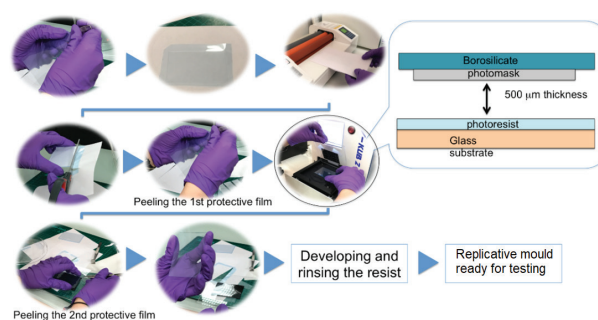 Borosilicate
photomask
500 μm thickness
photoresist
Glass
substrate
Peeling the 1st protective film
Developing and
rinsing the resist
Replicative mould
ready for testing
Peeling the 2nd protective film